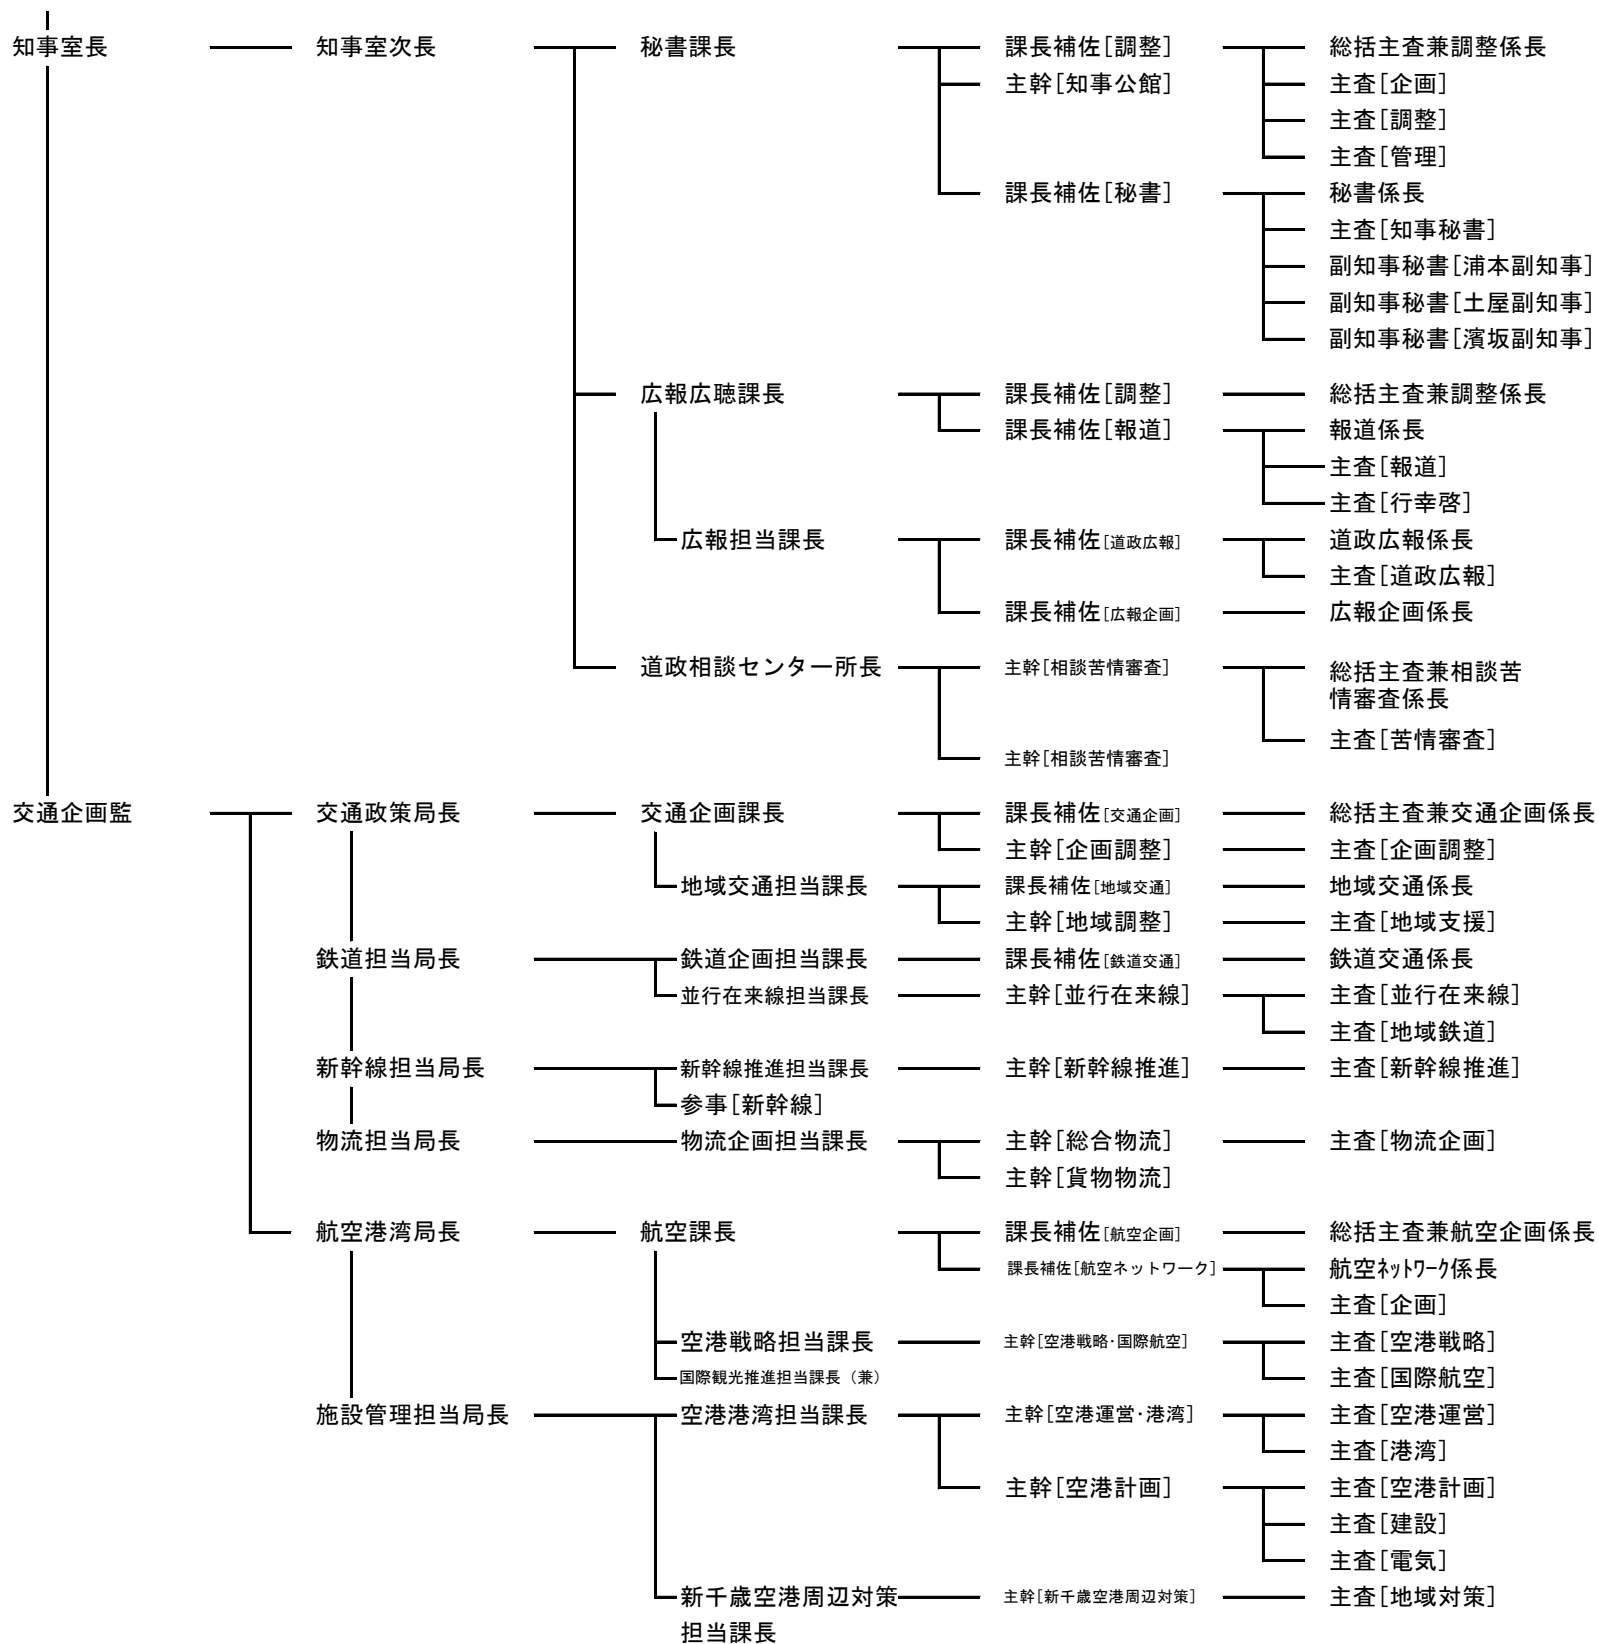 知事室長 知事室次長 秘書課長 課長補佐[調整] 総括主査兼調整係長
主幹[知事公館] 主査[企画]
主査[調整]
主査[管理]
課長補佐[秘書] 秘書係長
主査[知事秘書]
副知事秘書[浦本副知事]
副知事秘書[土屋副知事]
副知事秘書[濱坂副知事]
広報広聴課長 課長補佐[調整] 総括主査兼調整係長
課長補佐[報道] 報道係長
主査[報道]
主査[行幸啓]
広報担当課長 課長補佐[道政広報] 道政広報係長
主査[道政広報]
課長補佐[広報企画] 広報企画係長
道政相談センター所長 主幹[相談苦情審査] 総括主査兼相談苦
情審査係長
主査[苦情審査]
主幹[相談苦情審査]
交通企画監 交通政策局長 交通企画課長 課長補佐[交通企画] 総括主査兼交通企画係長
主幹[企画調整] 主査[企画調整]
地域交通担当課長 課長補佐[地域交通] 地域交通係長
主幹[地域調整] 主査[地域支援]
鉄道担当局長 鉄道企画担当課長 課長補佐[鉄道交通] 鉄道交通係長
並行在来線担当課長 主幹[並行在来線] 主査[並行在来線]
主査[地域鉄道]
新幹線担当局長 新幹線推進担当課長 主幹[新幹線推進] 主査[新幹線推進]
参事[新幹線]
物流担当局長 物流企画担当課長 主幹[総合物流] 主査[物流企画]
主幹[貨物物流]
航空港湾局長 航空課長 課長補佐[航空企画] 総括主査兼航空企画係長
課長補佐[航空ネットワーク] 航空ﾈｯﾄﾜｰｸ係長
主査[企画]
空港戦略担当課長 主幹[空港戦略･国際航空] 主査[空港戦略]
国際観光推進担当課長（兼） 主査[国際航空]
施設管理担当局長 空港港湾担当課長 主幹[空港運営･港湾] 主査[空港運営]
主査[港湾]
主幹[空港計画] 主査[空港計画]
主査[建設]
主査[電気]
新千歳空港周辺対策 主幹[新千歳空港周辺対策] 主査[地域対策]
担当課長